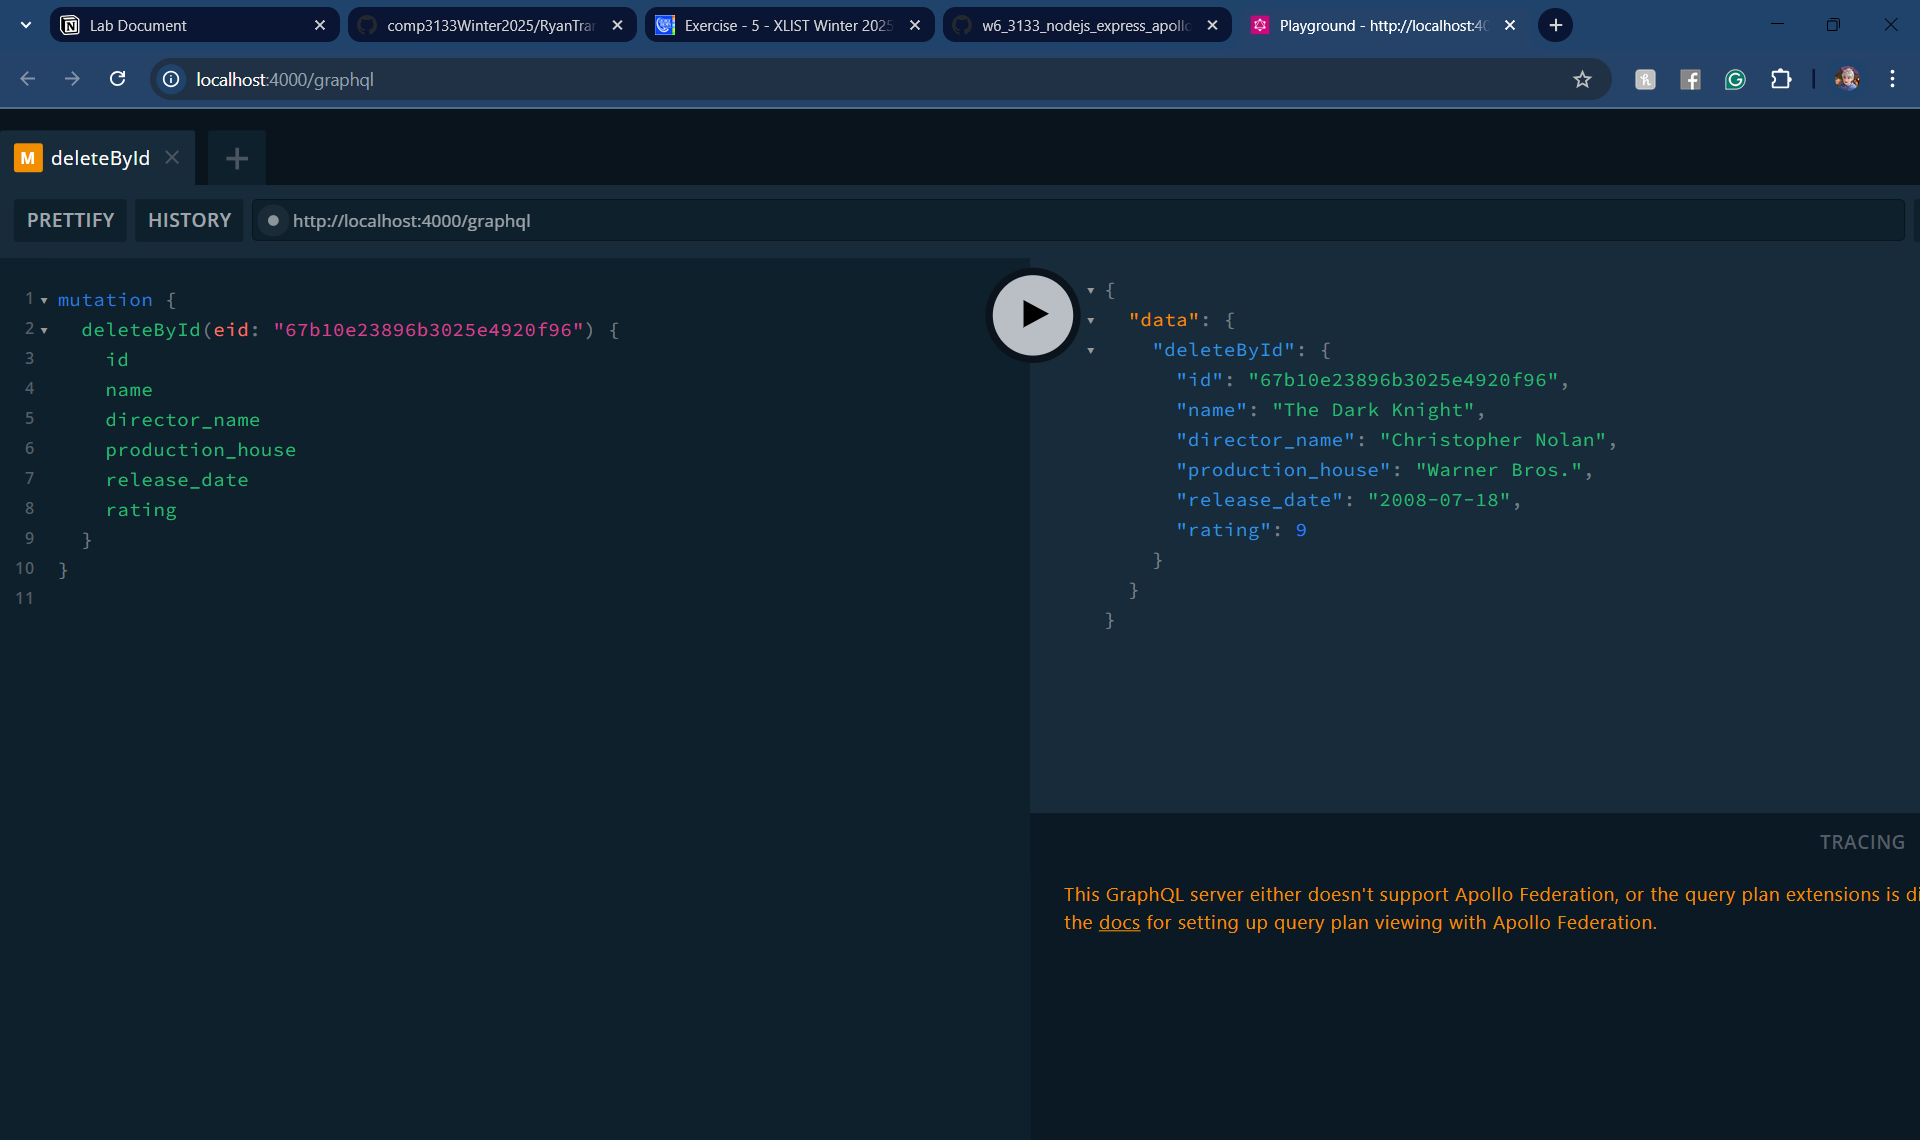 Lab Document
comp3133Winter2025/RyanTra
Exercise - 5 - XLIST Winter 2025
w6_3133_nodejs_express_apollo
Playground - http://localhost:40
localhost:4000/graphql
M deleteById
PRETTIFY HISTORY http://localhost:4000/graphql
1 mutation {
2 deleteById(eid: "67b10e23896b3025e4920f96") {
3 id
4 name
5 director_name
6 production_house
7 release_date
8 rating
9 }
10 }
11
{
"data": {
"deleteById": {
"id": "67b10e23896b3025e4920f96",
"name": "The Dark Knight",
"director_name": "Christopher Nolan",
"production_house": "Warner Bros.",
"release_date": "2008-07-18",
"rating": 9
}
}
}
TRACING
This GraphQL server either doesn't support Apollo Federation, or the query plan extensions is di
the docs for setting up query plan viewing with Apollo Federation.